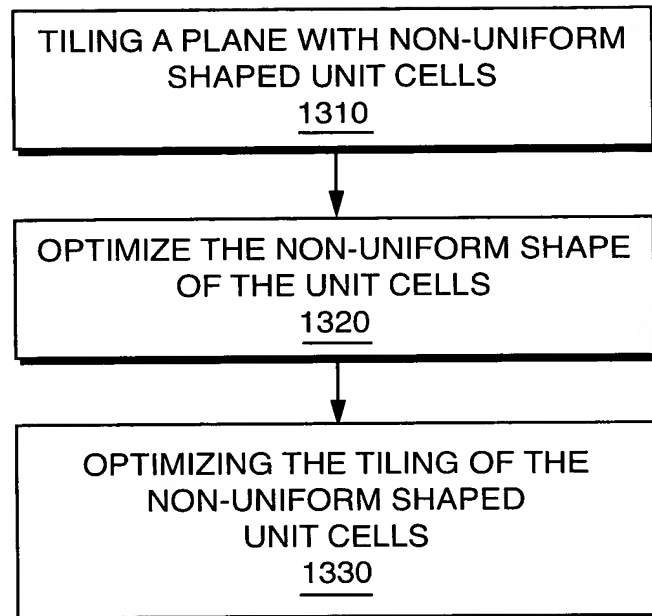 TILING A PLANE WITH NON-UNIFORM
SHAPED UNIT CELLS
1310
OPTIMIZE THE NON-UNIFORM SHAPE
OF THE UNIT CELLS
1320
OPTIMIZING THE TILING OF THE
NON-UNIFORM SHAPED
UNIT CELLS
1330